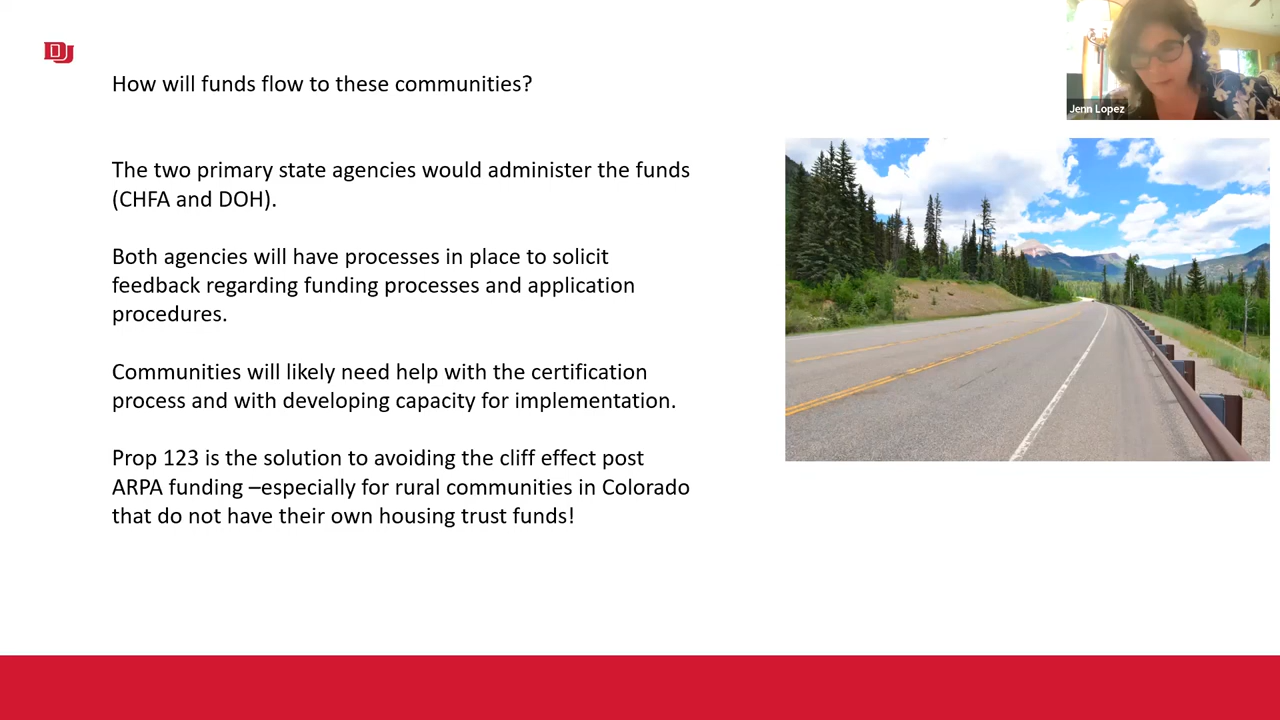 How will funds flow to these communities?
The two primary state agencies would administer the funds
(CHFA and DOH).
Both agencies will have processes in place to solicit
feedback regarding funding processes and application
procedures.
Communities will likely need help with the certification
process and with developing capacity for implementation.
Prop 123 is the solution to avoiding the cliff effect post
ARPA funding –especially for rural communities in Colorado
that do not have their own housing trust funds!
Jenn Lopez